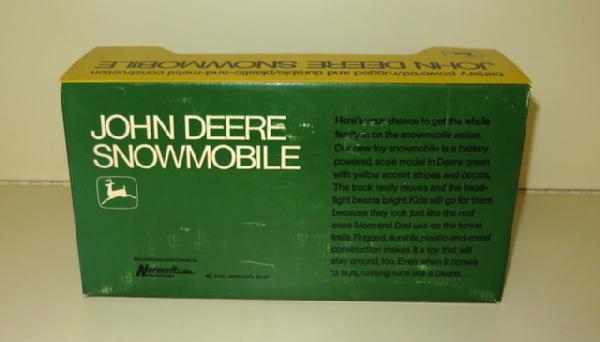 JOHN DEERE SNOWMOBILE
battery powered/rugged and durable/plastic-and-metal construction
JOHN DEERE
SNOWMOBILE
Here's your chance to get the whole
family in on the snowmobile action.
Our new toy snowmobile is a battery
powered, scale model in Deere green
with yellow accent stripes and decals.
The track really moves and the head-
light beams bright. Kids will go for them
because they look just like the real
ones Mom and Dad use on the forest
trails. Rugged, durable, plastic-and-metal
construction makes it a toy that will
stay around, too. Even when it comes
to toys, nothing runs like a Deere.
Normatt